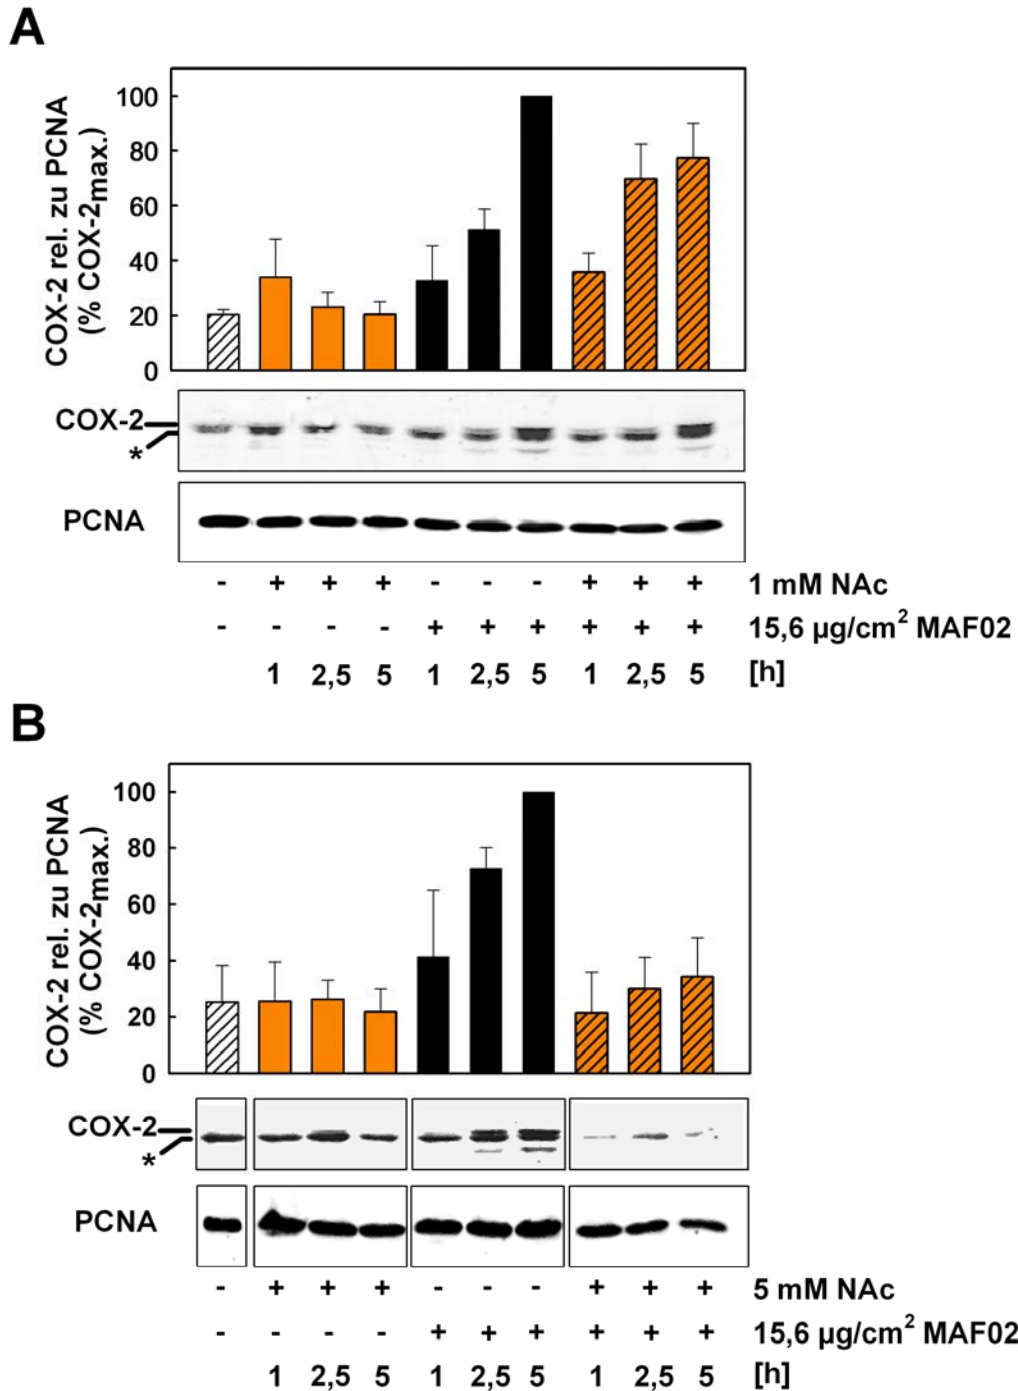 A
COX-2 rel. zu PCNA
(% COX-2max.)
100
80
60
40
20
0
COX-2
*
PCNA
- + + + - - - + + + 1 mM NAc
- - - - + + + + + + 15,6 µg/cm² MAF02
1 2,5 5 1 2,5 5 1 2,5 5 [h]
B
COX-2 rel. zu PCNA
(% COX-2max.)
100
80
60
40
20
0
COX-2
*
PCNA
- + + + - - - + + + 5 mM NAc
- - - - + + + + + + 15,6 µg/cm² MAF02
1 2,5 5 1 2,5 5 1 2,5 5 [h]